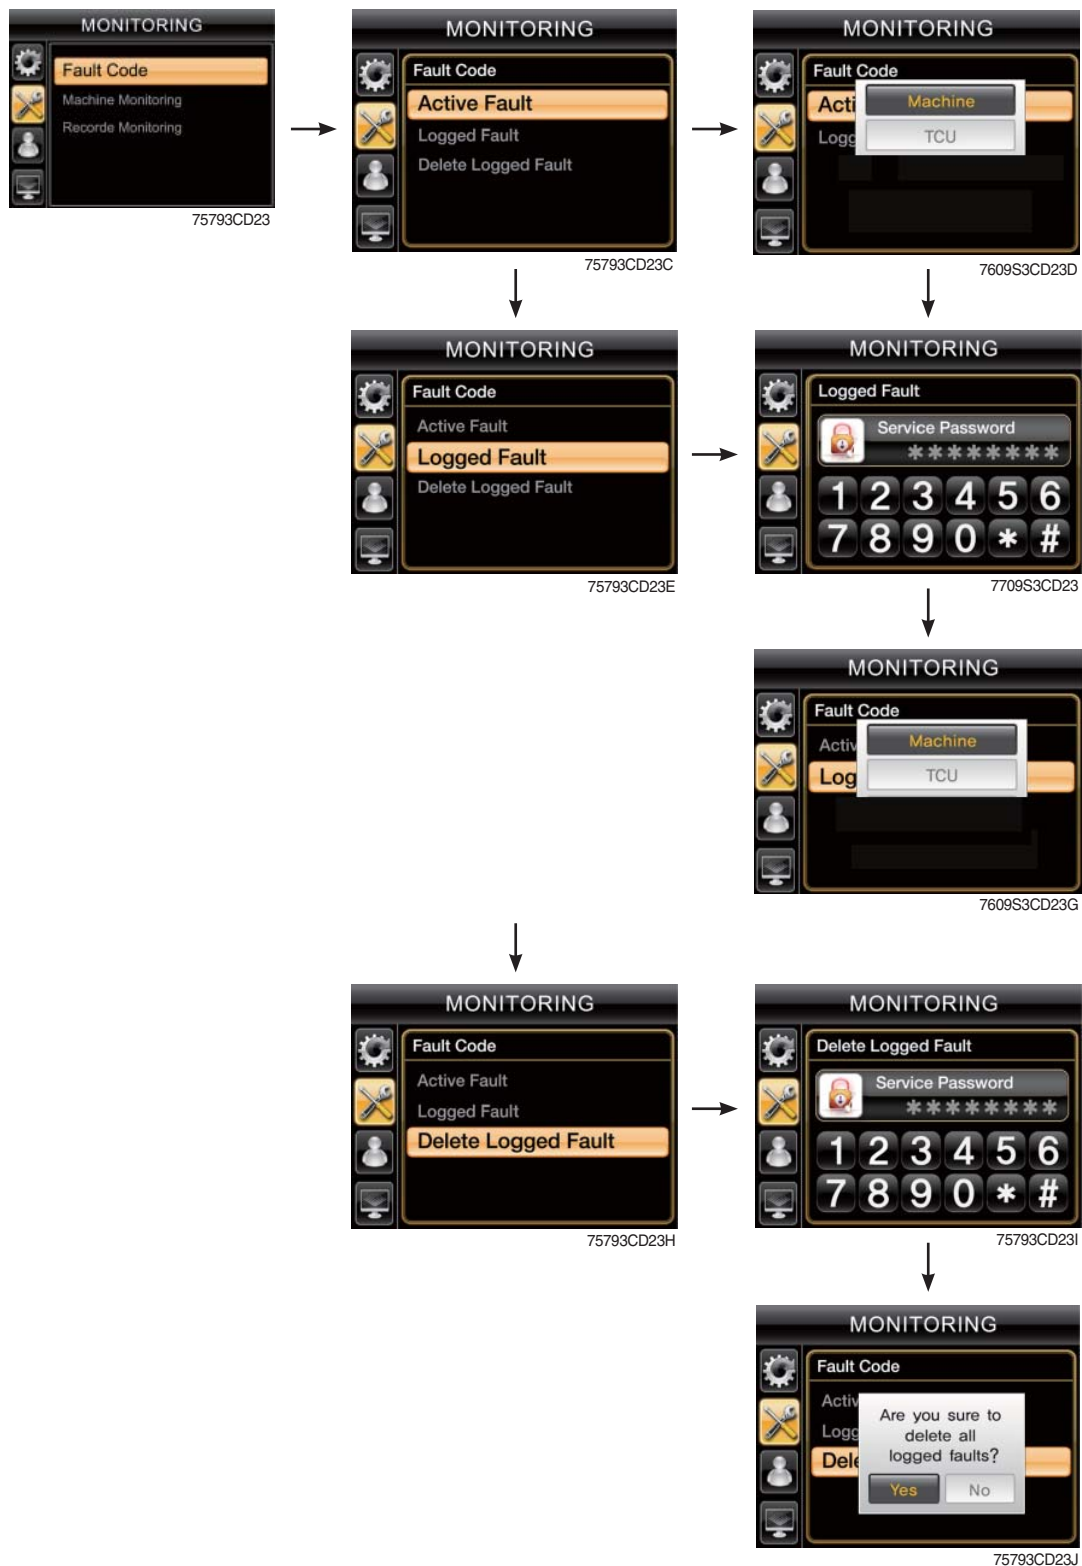 MONITORING
Fault Code
Machine Monitoring
Recorde Monitoring
75793CD23
MONITORING
Fault Code
Active Fault
Logged Fault
Delete Logged Fault
75793CD23C
MONITORING
Fault Code
Acti
Logg
Machine
TCU
7609S3CD23D
MONITORING
Fault Code
Active Fault
Logged Fault
Delete Logged Fault
75793CD23E
MONITORING
Logged Fault
Service Password
********
1 2 3 4 5 6
7 8 9 0 * #
7709S3CD23
MONITORING
Fault Code
Activ
Log
Machine
TCU
7609S3CD23G
MONITORING
Fault Code
Active Fault
Logged Fault
Delete Logged Fault
75793CD23H
MONITORING
Delete Logged Fault
Service Password
********
1 2 3 4 5 6
7 8 9 0 * #
75793CD23I
MONITORING
Fault Code
Activ
Logg
Dele
Are you sure to
delete all
logged faults?
Yes No
75793CD23J